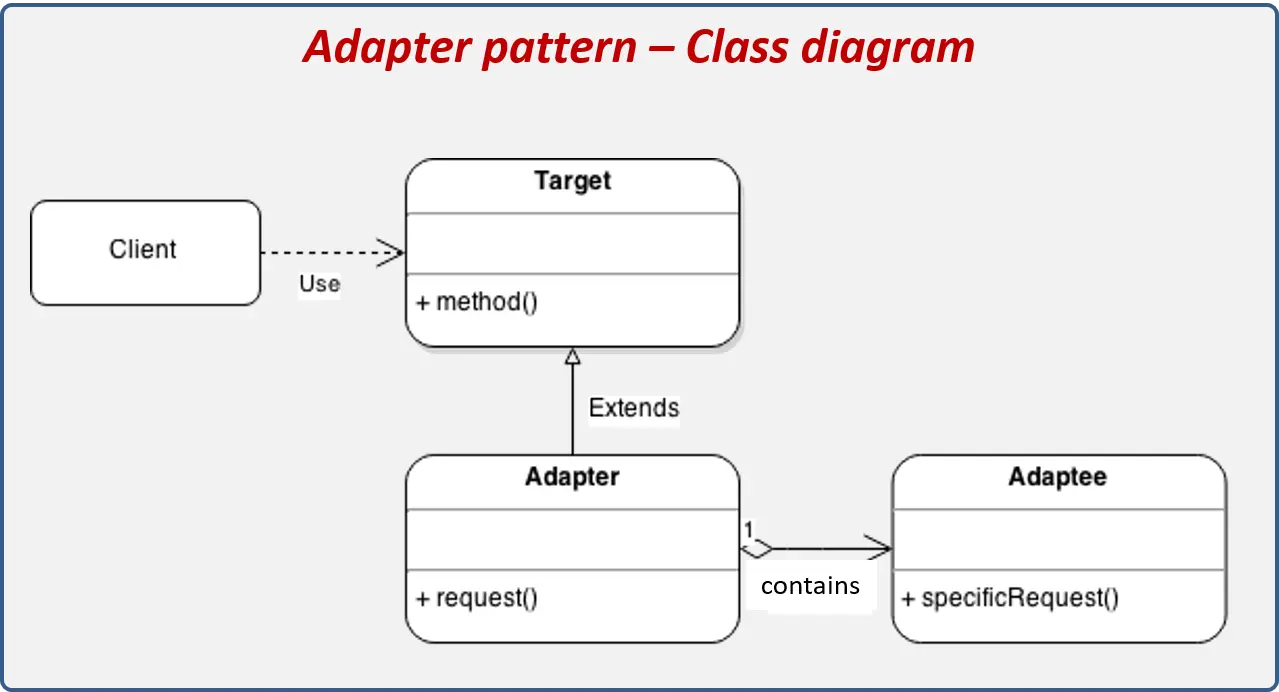 Adapter pattern – Class diagram
Target
Client
Use
+ method()
Extends
Adapter
Adaptee
1
contains
+ request()
+ specificRequest()